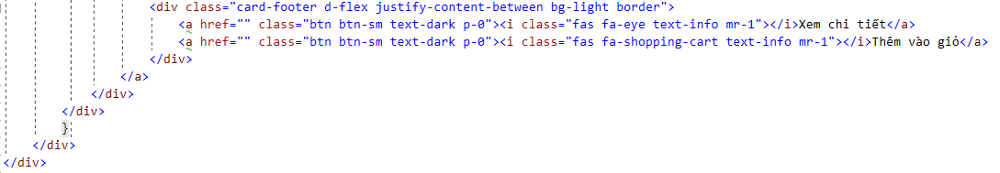 <div class="card-footer d-flex justify-content-between bg-light border">
<a href="" class="btn btn-sm text-dark p-0"><i class="fas fa-eye text-info mr-1"></i>Xem chi tiết</a>
<a href="" class="btn btn-sm text-dark p-0"><i class="fas fa-shopping-cart text-info mr-1"></i>Thêm vào giỏ</a>
</div>
</a>
</div>
</div>
}
</div>
</div>